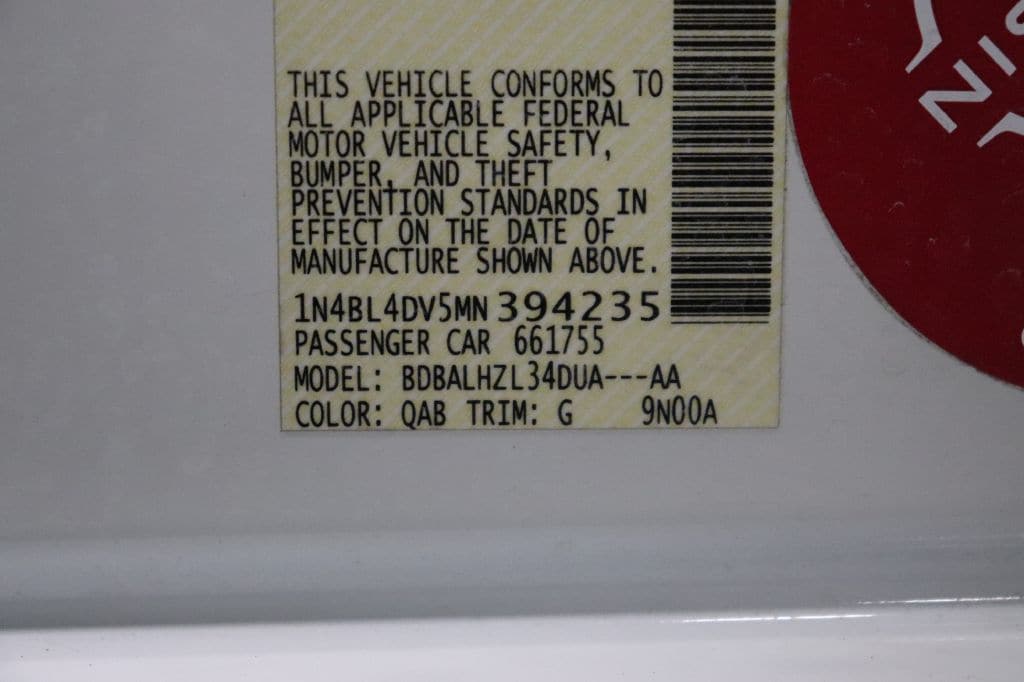 THIS VEHICLE CONFORMS TO
ALL APPLICABLE FEDERAL
MOTOR VEHICLE SAFETY,
BUMPER, AND THEFT
PREVENTION STANDARDS IN
EFFECT ON THE DATE OF
MANUFACTURE SHOWN ABOVE.
1N4BL4DV5MN394235
PASSENGER CAR 661755
MODEL: BDBALHZL34DUA---AA
COLOR: QAB TRIM: G 9N00A